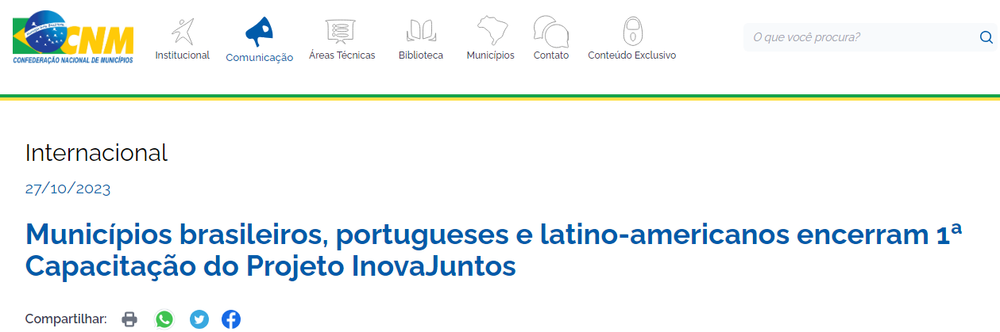 CNM
CONFEDERAÇÃO NACIONAL DE MUNICÍPIOS
Institucional
Comunicação
Áreas Técnicas
Biblioteca
Municípios
Contato
Conteúdo Exclusivo
O que você procura?
Internacional
27/10/2023
Municípios brasileiros, portugueses e latino-americanos encerram 1ª
Capacitação do Projeto InovaJuntos
Compartilhar: